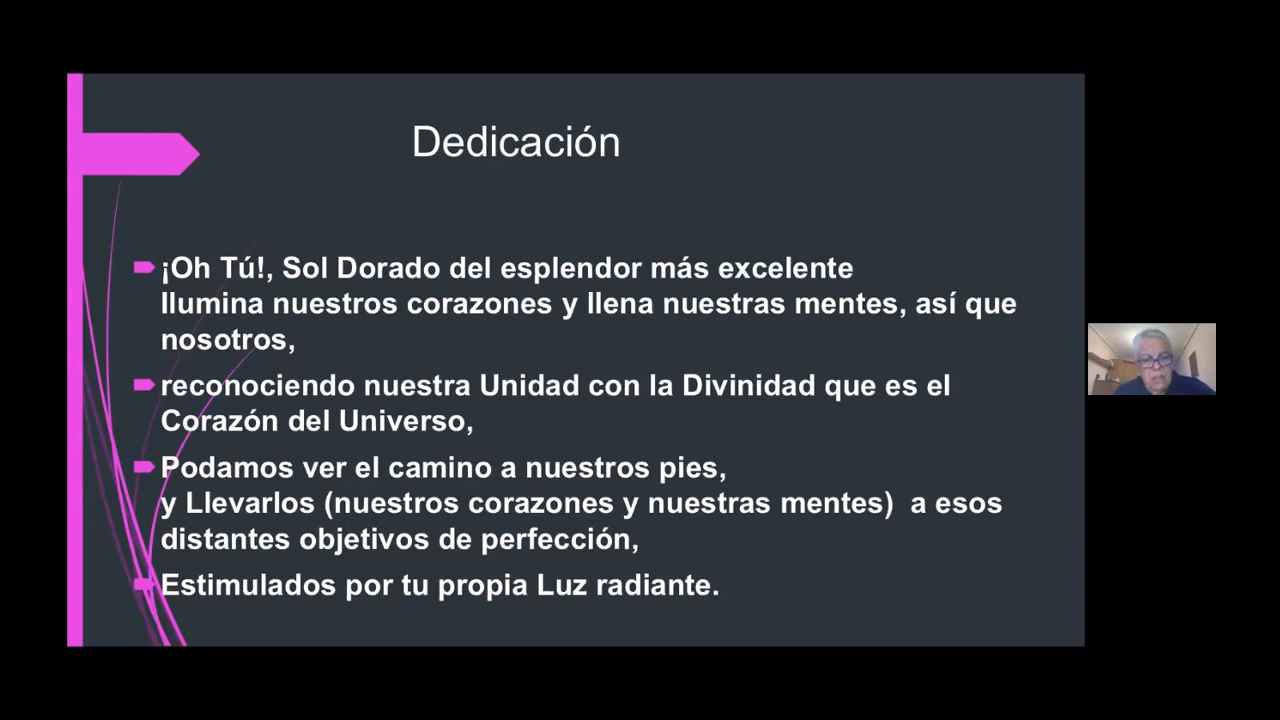 Dedicación
¡Oh Tú!, Sol Dorado del esplendor más excelente
Ilumina nuestros corazones y llena nuestras mentes, así que
nosotros,
reconociendo nuestra Unidad con la Divinidad que es el
Corazón del Universo,
Podamos ver el camino a nuestros pies,
y Llevarlos (nuestros corazones y nuestras mentes)  a esos
distantes objetivos de perfección,
Estimulados por tu propia Luz radiante.